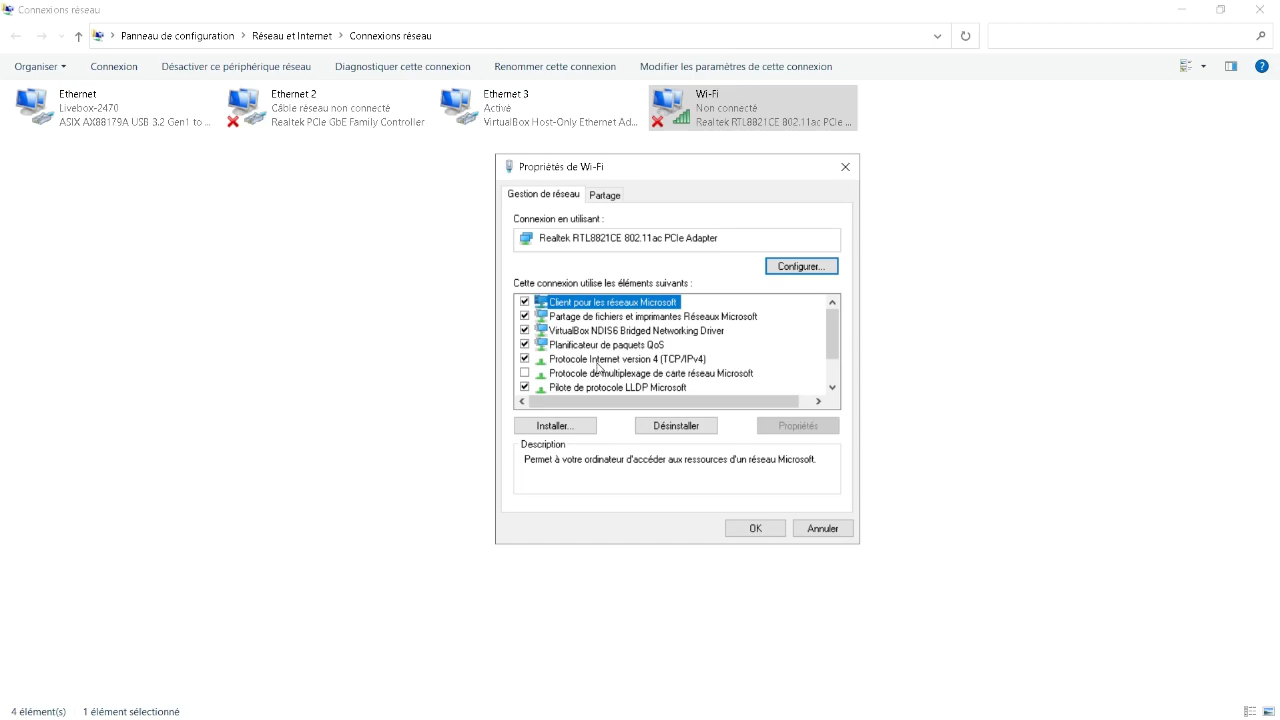 Connexions réseau
Panneau de configuration > Réseau et Internet > Connexions réseau
Organiser Connexion Désactiver ce périphérique réseau Diagnostiquer cette connexion Renommer cette connexion Modifier les paramètres de cette connexion
Ethernet
Livebox-2470
ASIX AX88179A USB 3.2 Gen1 to ...
Ethernet 2
Câble réseau non connecté
Realtek PCIe GbE Family Controller
Ethernet 3
Activé
VirtualBox Host-Only Ethernet Ad...
Wi-Fi
Non connecté
Realtek RTL8821CE 802.11ac PCIe ...
Propriétés de Wi-Fi
Gestion de réseau Partage
Connexion en utilisant :
Realtek RTL8821CE 802.11ac PCIe Adapter
Configurer...
Cette connexion utilise les éléments suivants :
Client pour les réseaux Microsoft
Partage de fichiers et imprimantes Réseaux Microsoft
VirtualBox NDIS6 Bridged Networking Driver
Planificateur de paquets QoS
Protocole Internet version 4 (TCP/IPv4)
Protocole de multiplexage de carte réseau Microsoft
Pilote de protocole LLDP Microsoft
Installer... Désinstaller Propriétés
Description
Permet à votre ordinateur d'accéder aux ressources d'un réseau Microsoft.
OK Annuler
4 élément(s) 1 élément sélectionné